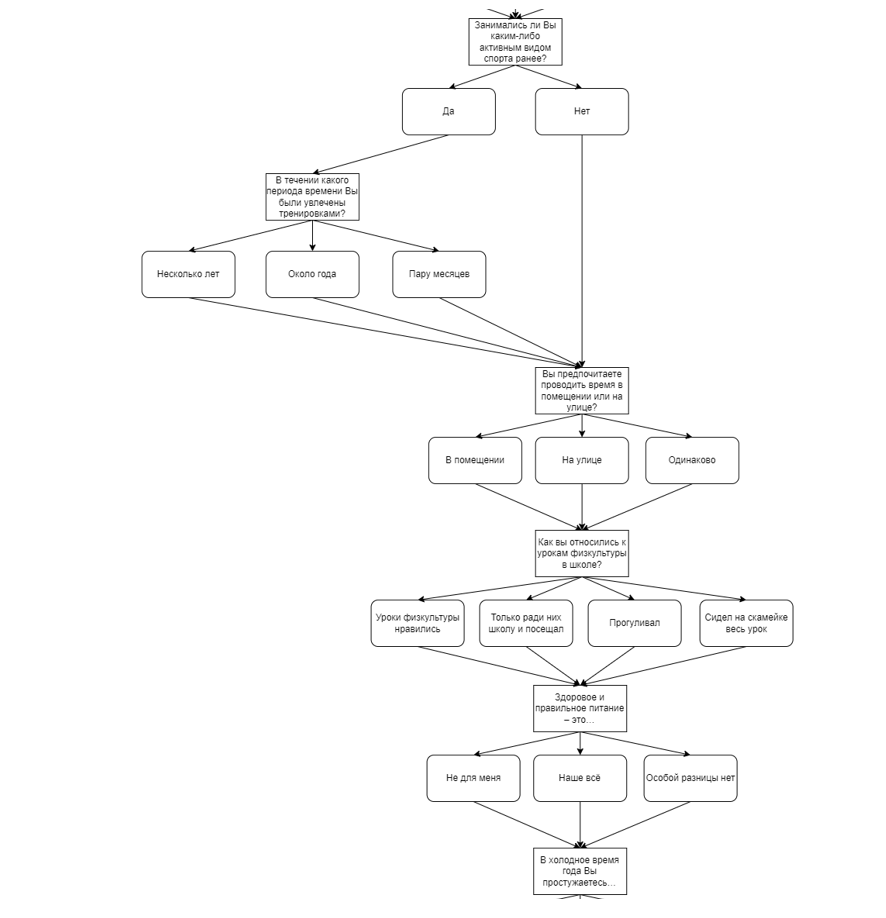 Занимались ли Вы
каким-либо
активным видом
спорта ранее?
Да
Нет
В течении какого
периода времени Вы
были увлечены
тренировками?
Несколько лет
Около года
Пару месяцев
Вы предпочитаете
проводить время в
помещении или на
улице?
В помещении
На улице
Одинаково
Как вы относились к
урокам физкультуры
в школе?
Уроки физкультуры
нравились
Только ради них
школу и посещал
Прогуливал
Сидел на скамейке
весь урок
Здоровое и
правильное питание
– это...
Не для меня
Наше всё
Особой разницы нет
В холодное время
года Вы
простужаетесь...